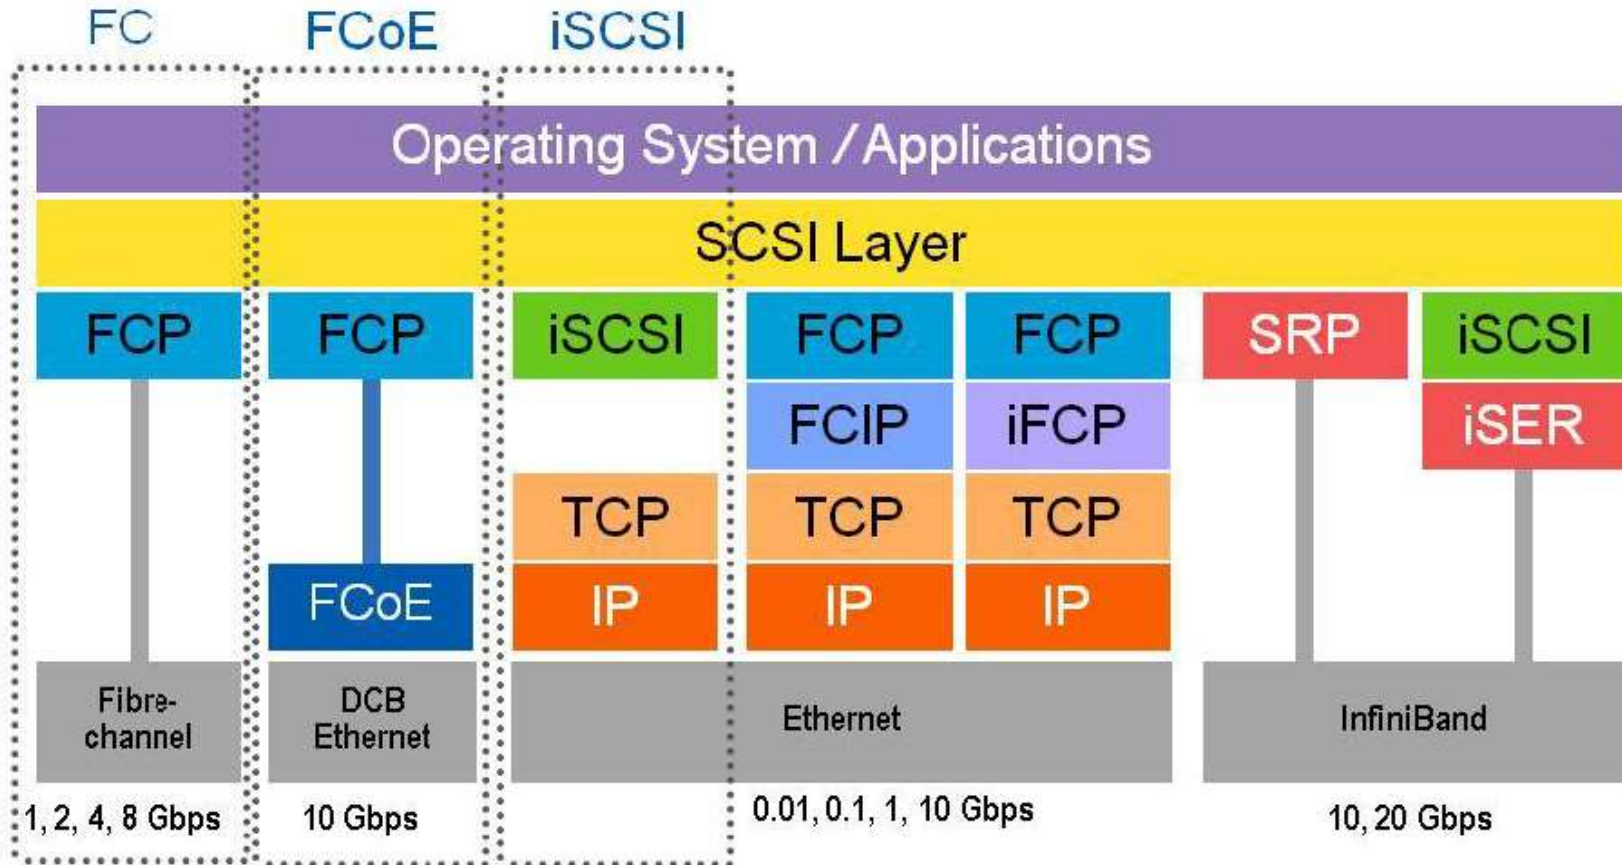 FC FCoE iSCSI
Operating System / Applications
SCSI Layer
FCP FCP iSCSI FCP FCP SRP iSCSI
FCIP iFCP iSER
TCP TCP TCP
FCoE IP IP IP
Fibre-
channel
DCB
Ethernet
Ethernet
InfiniBand
1, 2, 4, 8 Gbps
10 Gbps
0.01, 0.1, 1, 10 Gbps
10, 20 Gbps